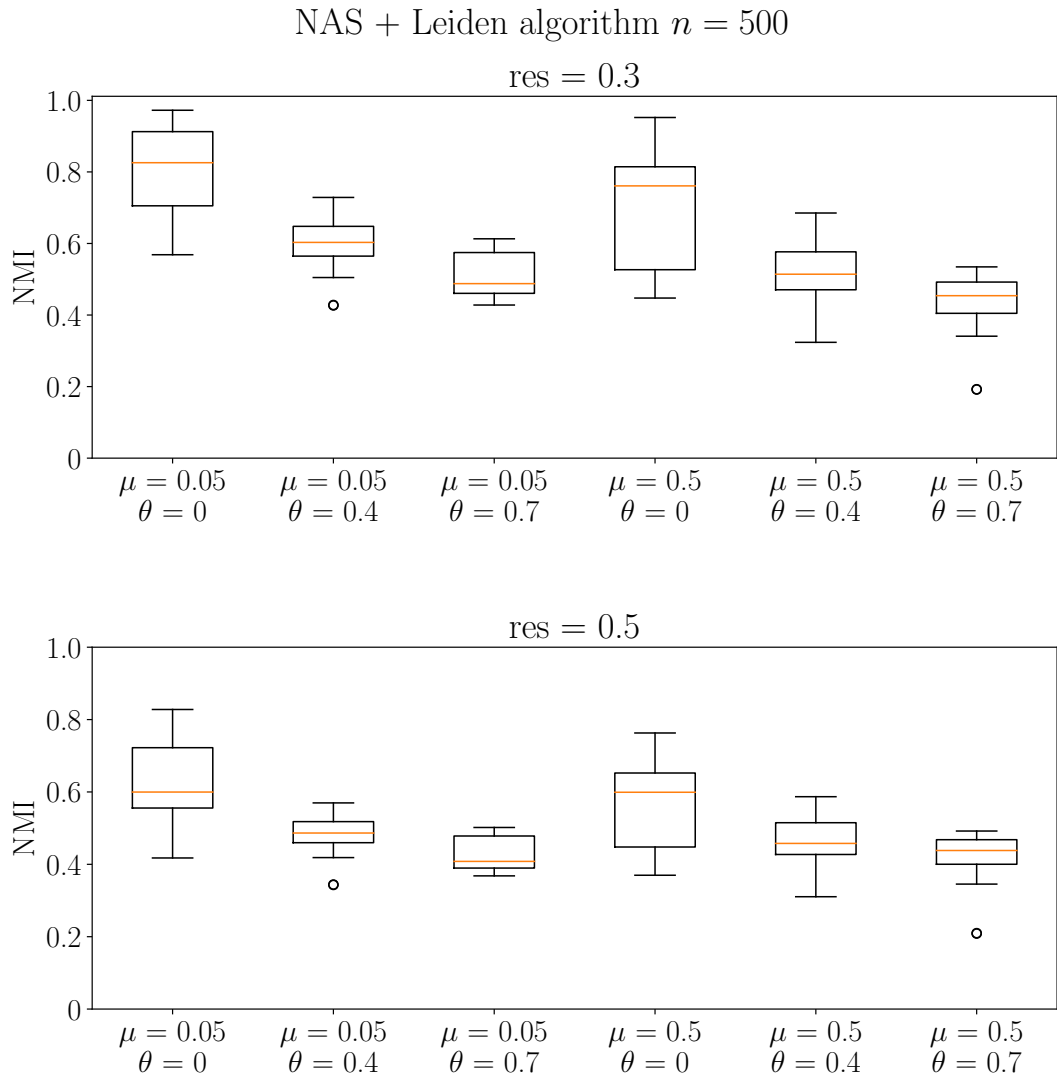 NAS + Leiden algorithm n = 500
res = 0.3
1.0
0.8
0.6
0.4
0.2
0
NMI
μ = 0.05 μ = 0.05 μ = 0.05 μ = 0.5 μ = 0.5 μ = 0.5
θ = 0 θ = 0.4 θ = 0.7 θ = 0 θ = 0.4 θ = 0.7
res = 0.5
1.0
0.8
0.6
0.4
0.2
0
NMI
μ = 0.05 μ = 0.05 μ = 0.05 μ = 0.5 μ = 0.5 μ = 0.5
θ = 0 θ = 0.4 θ = 0.7 θ = 0 θ = 0.4 θ = 0.7